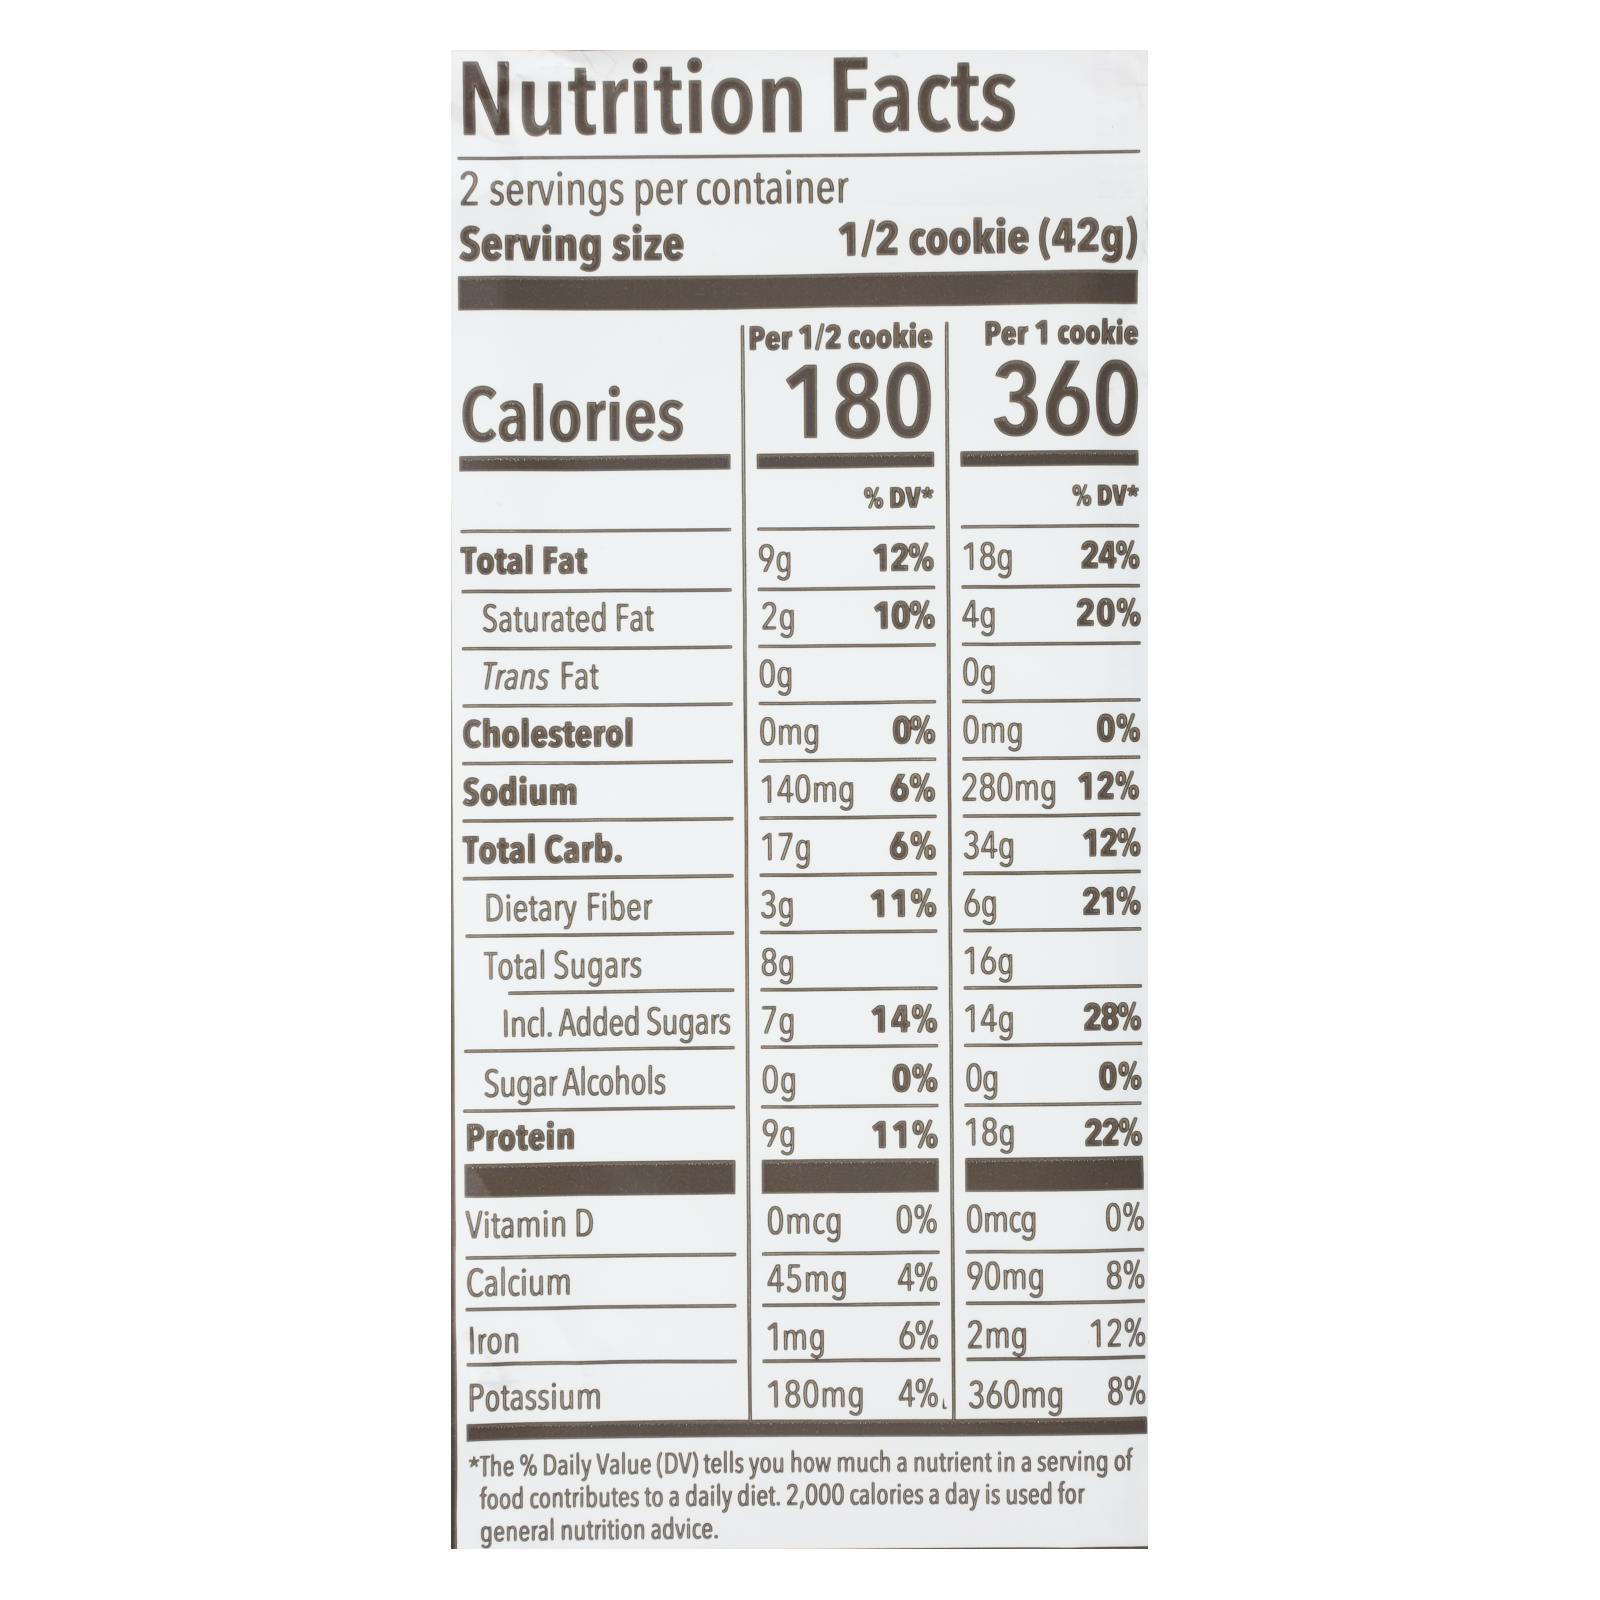 Nutrition Facts
2 servings per container
Serving size 1/2 cookie (42g)
Per 1/2 cookie Per 1 cookie
Calories 180 360
% DV* % DV*
Total Fat 9g 12% 18g 24%
Saturated Fat 2g 10% 4g 20%
Trans Fat 0g 0g
Cholesterol 0mg 0% 0mg 0%
Sodium 140mg 6% 280mg 12%
Total Carb. 17g 6% 34g 12%
Dietary Fiber 3g 11% 6g 21%
Total Sugars 8g 16g
Incl. Added Sugars 7g 14% 14g 28%
Sugar Alcohols 0g 0% 0g 0%
Protein 9g 11% 18g 22%
Vitamin D 0mcg 0% 0mcg 0%
Calcium 45mg 4% 90mg 8%
Iron 1mg 6% 2mg 12%
Potassium 180mg 4% 360mg 8%
*The % Daily Value (DV) tells you how much a nutrient in a serving of
food contributes to a daily diet. 2,000 calories a day is used for
general nutrition advice.